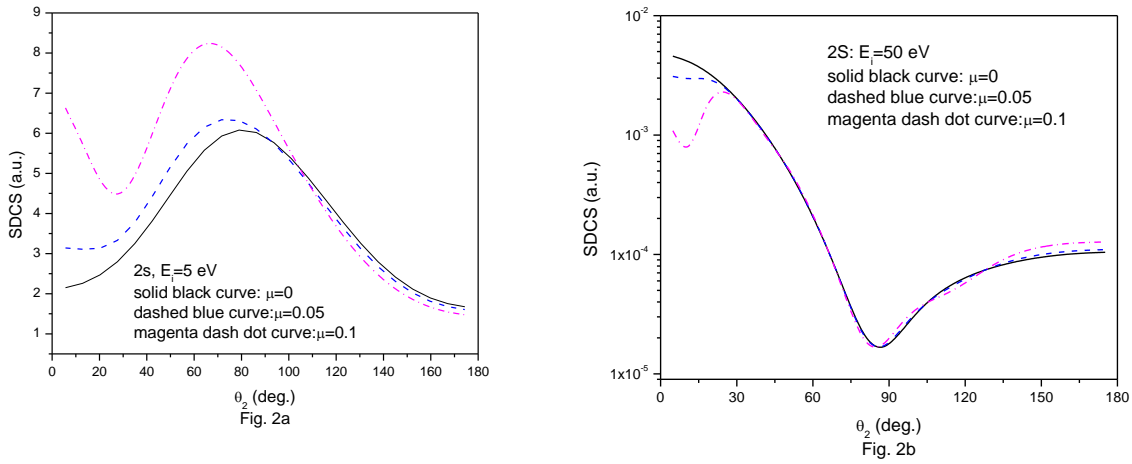 9
8
7
6
5
4
3
2
1
SDCS (a.u.)
2s, Eᵢ=5 eV
solid black curve: μ=0
dashed blue curve:μ=0.05
magenta dash dot curve:μ=0.1
0 20 40 60 80 100 120 140 160 180
θ₂ (deg.)
Fig. 2a
10⁻²
10⁻³
1x10⁻⁴
1x10⁻⁵
SDCS (a.u.)
2S: Eᵢ=50 eV
solid black curve: μ=0
dashed blue curve:μ=0.05
magenta dash dot curve:μ=0.1
0 30 60 90 120 150 180
θ₂ (deg.)
Fig. 2b